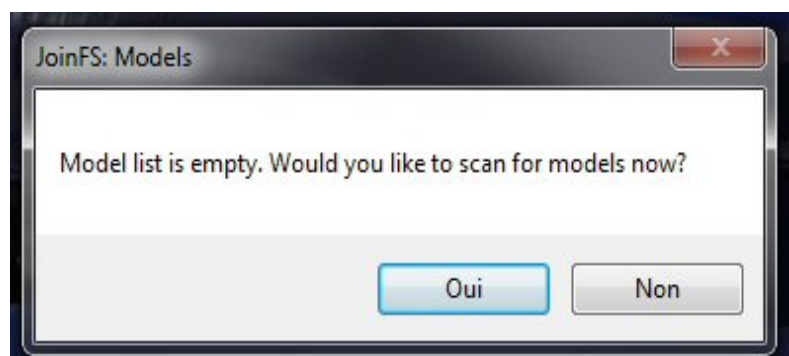 JoinFS: Models
Model list is empty. Would you like to scan for models now?
Oui
Non